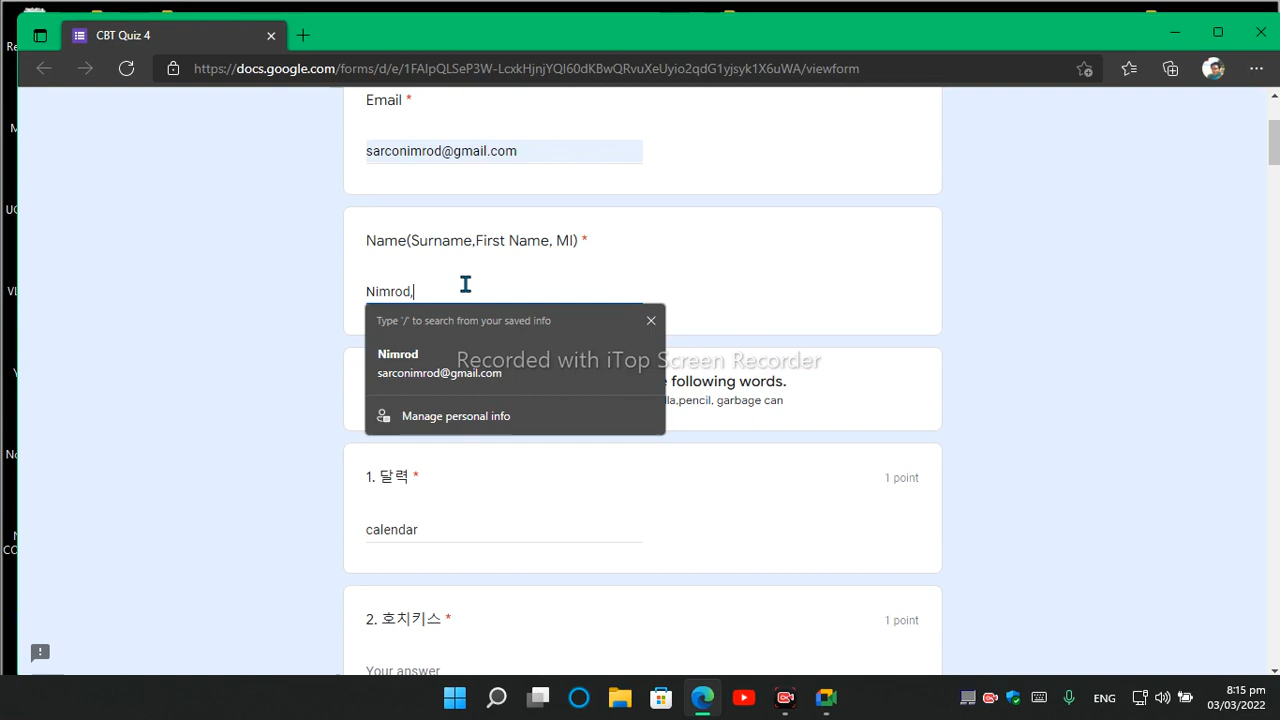 CBT Quiz 4
https://docs.google.com/forms/d/e/1FAIpQLSeP3W-LcxkHjnjYQI60dKBwQRvuXeUyio2qdG1yjsyk1X6uWA/viewform
Email *
sarconimrod@gmail.com
Name(Surname,First Name, MI) *
Nimrod,
Type '/' to search from your saved info
Nimrod
sarconimrod@gmail.com
Manage personal info
Recorded with iTop Screen Recorder
following words.
pencil, garbage can
1. 달력 *
1 point
calendar
2. 호치키스 *
1 point
Your answer
ENG
8:15 pm
03/03/2022